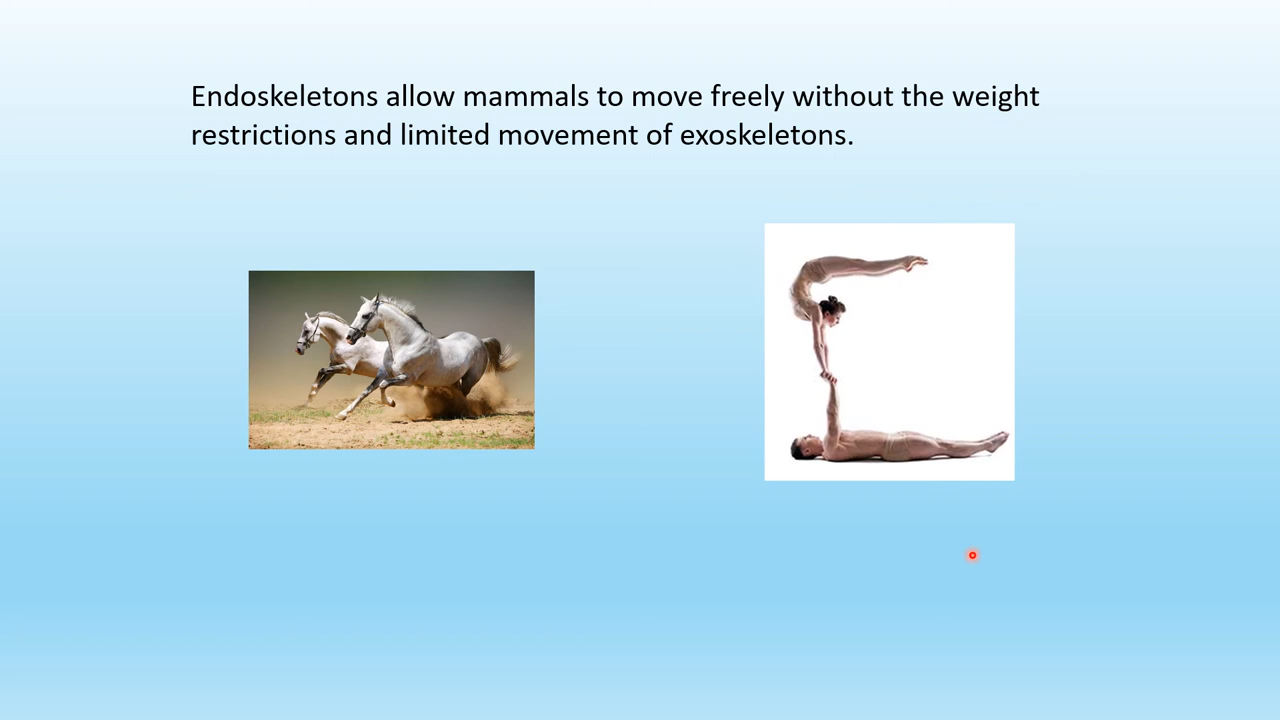 Endoskeletons allow mammals to move freely without the weight
restrictions and limited movement of exoskeletons.